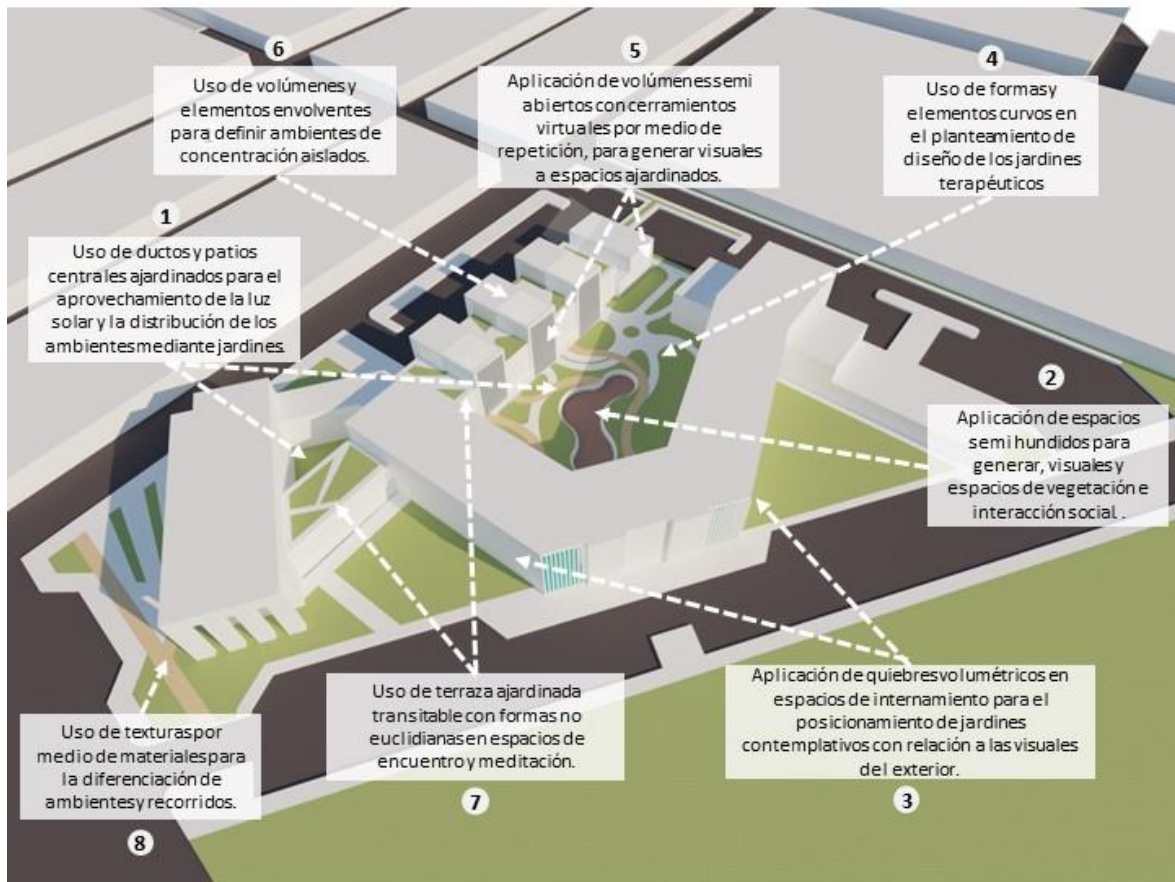 6
Uso de volúmenes y
elementos envolventes
para definir ambientes de
concentración aislados.
5
Aplicación de volúmenes semi
abiertos con cerramientos
virtuales por medio de
repetición, para generar visuales
a espacios ajardinados.
4
Uso de formas y
elementos curvos en
el planteamiento de
diseño de los jardines
terapéuticos
1
Uso de ductos y patios
centrales ajardinados para el
aprovechamiento de la luz
solar y la distribución de los
ambientes mediante jardines.
2
Aplicación de espacios
semi hundidos para
generar, visuales y
espacios de vegetación e
interacción social .
Aplicación de quiebres volumétricos en
espacios de internamiento para el
posicionamiento de jardines
contemplativos con relación a las visuales
del exterior.
3
Uso de terraza ajardinada
transitable con formas no
euclidianas en espacios de
encuentro y meditación.
7
Uso de texturas por
medio de materiales para
la diferenciación de
ambientes y recorridos.
8